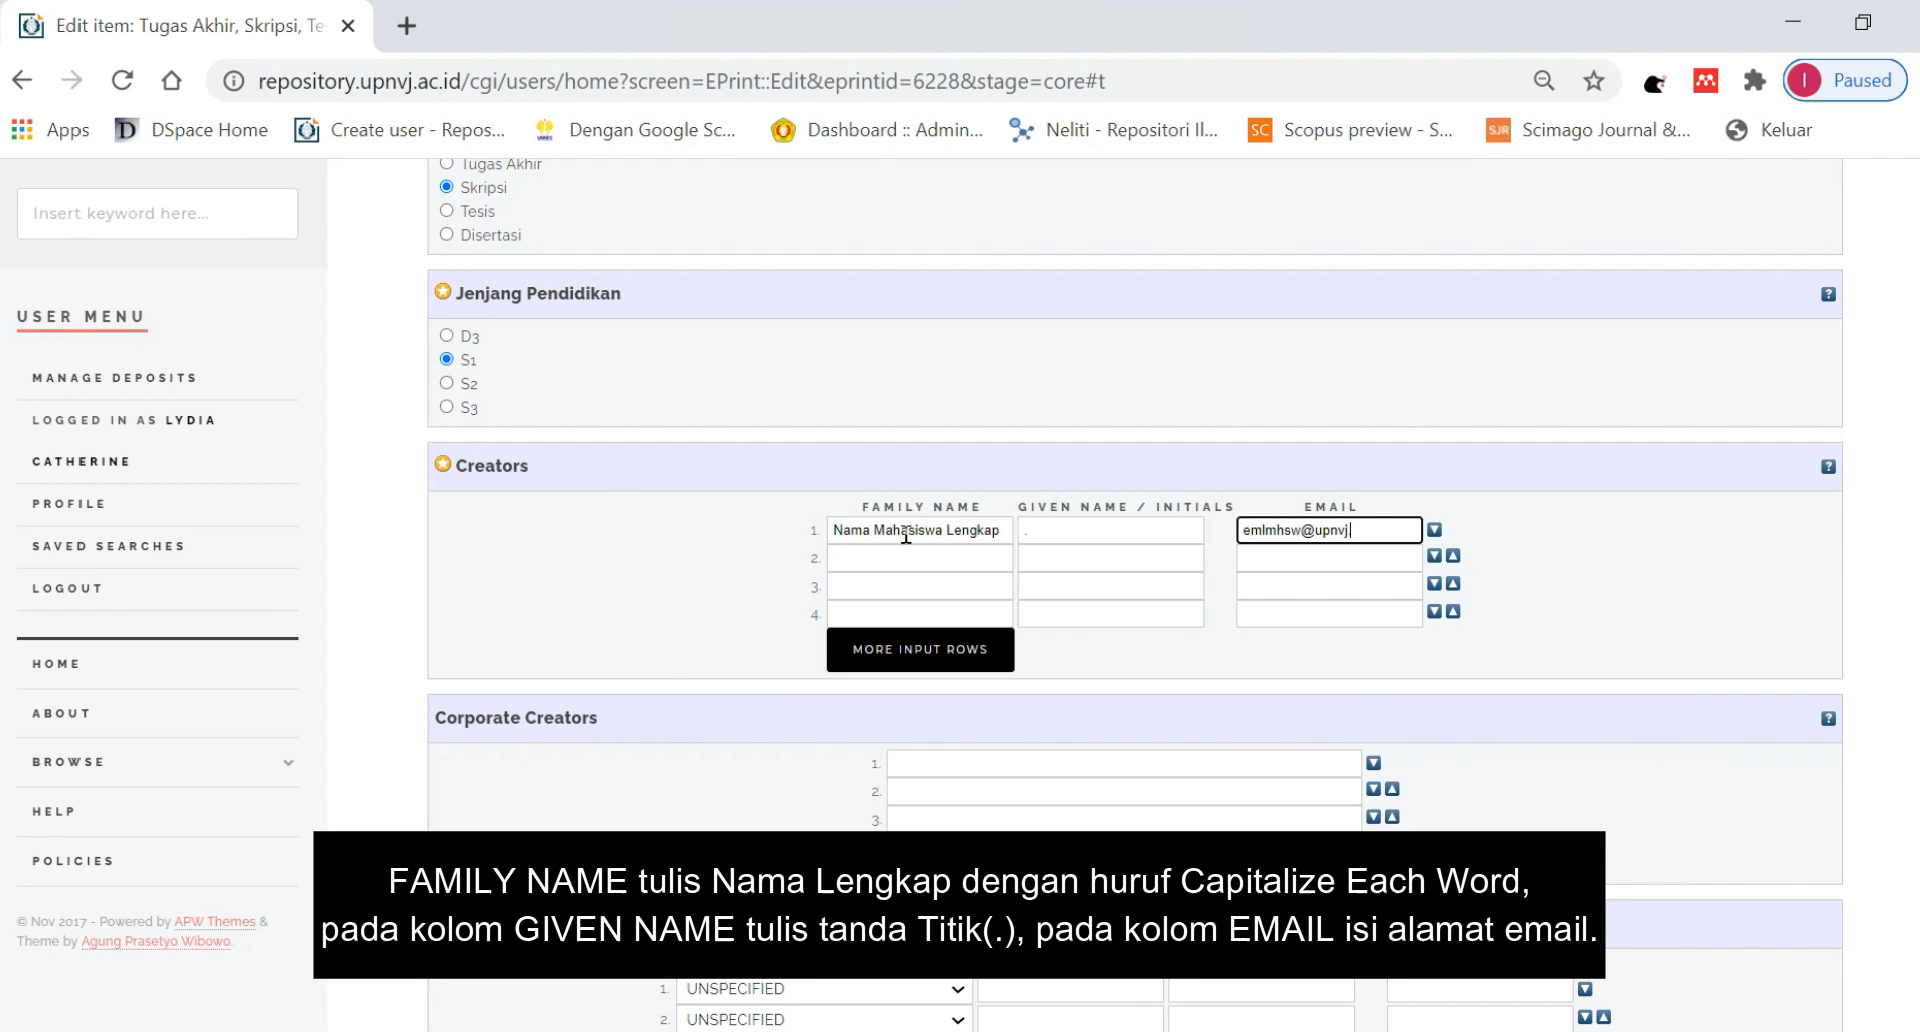 Edit item: Tugas Akhir, Skripsi, Te
repository.upnvj.ac.id/cgi/users/home?screen=EPrint::Edit&eprintid=6228&stage=core#t
I Paused
Apps DSpace Home Create user - Repos... Dengan Google Sc... Dashboard :: Admin... Neliti - Repositori Il... SC Scopus preview - S... SJR Scimago Journal &... Keluar
Insert keyword here...
USER MENU
MANAGE DEPOSITS
LOGGED IN AS LYDIA
CATHERINE
PROFILE
SAVED SEARCHES
LOGOUT
HOME
ABOUT
BROWSE
HELP
POLICIES
© Nov 2017 - Powered by APW Themes &
Theme by Agung Prasetyo Wibowo.
Tugas Akhir
Skripsi
Tesis
Disertasi
Jenjang Pendidikan ?
D3
S1
S2
S3
Creators ?
FAMILY NAME GIVEN NAME / INITIALS EMAIL
1. Nama Mahasiswa Lengkap . emlmhsw@upnvj.
2.
3.
4.
MORE INPUT ROWS
Corporate Creators ?
1.
2.
3.
FAMILY NAME tulis Nama Lengkap dengan huruf Capitalize Each Word,
pada kolom GIVEN NAME tulis tanda Titik(.), pada kolom EMAIL isi alamat email.
1. UNSPECIFIED
2. UNSPECIFIED